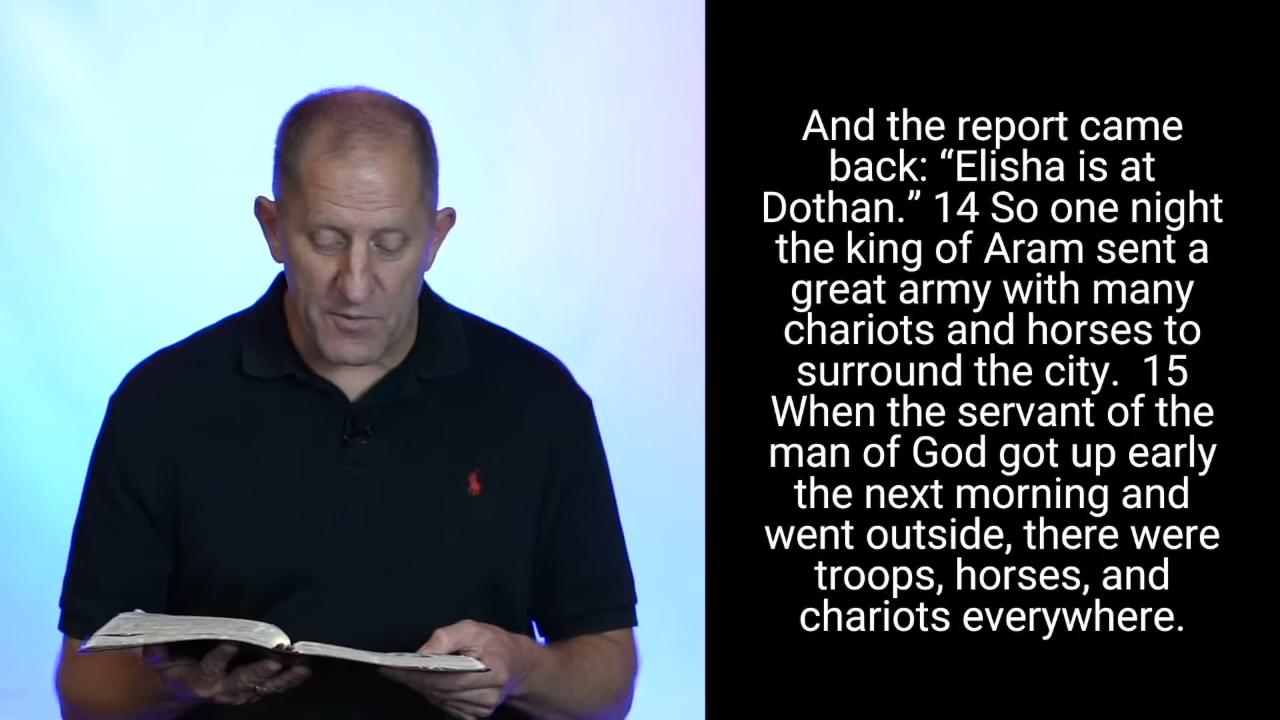 And the report came
back: “Elisha is at
Dothan.” 14 So one night
the king of Aram sent a
great army with many
chariots and horses to
surround the city.  15
When the servant of the
man of God got up early
the next morning and
went outside, there were
troops, horses, and
chariots everywhere.